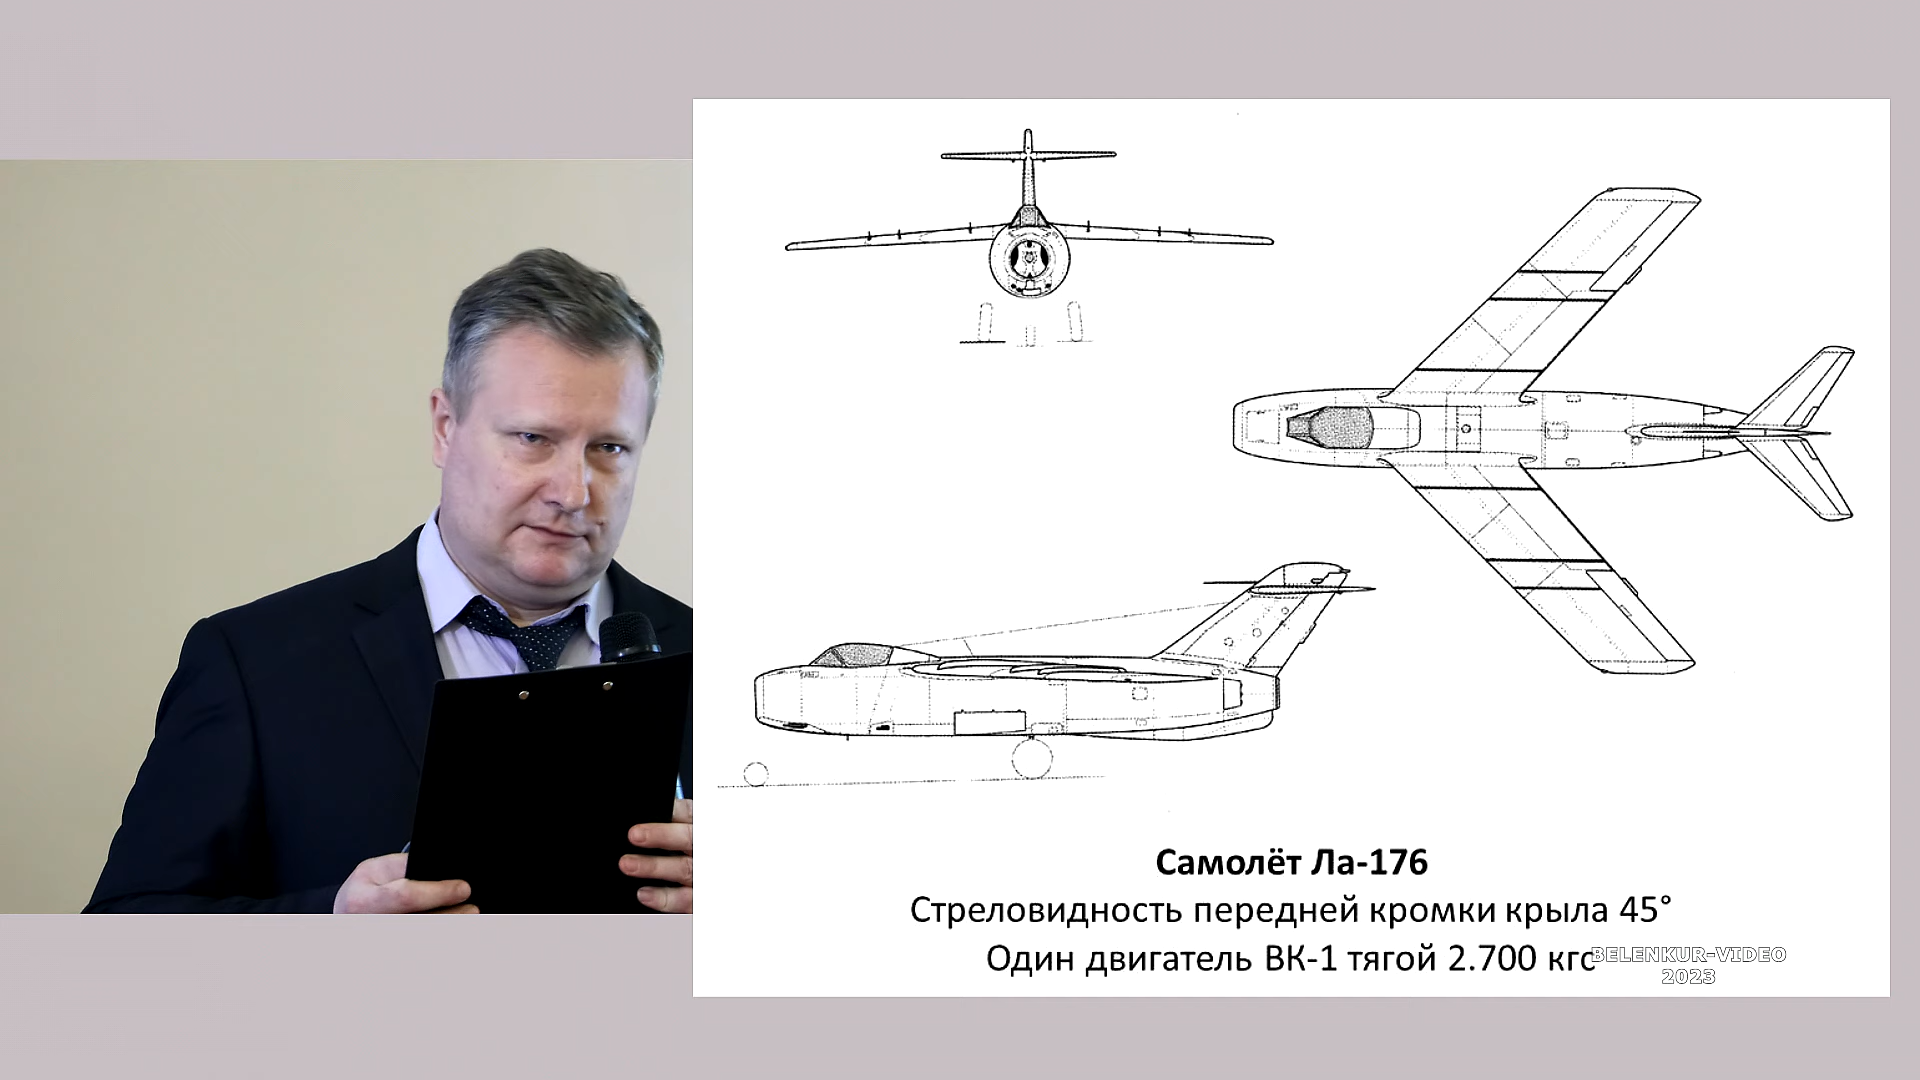 Самолёт Ла-176
Стреловидность передней кромки крыла 45°
Один двигатель ВК-1 тягой 2.700 кгс
BELENKUR-VIDEO
2023